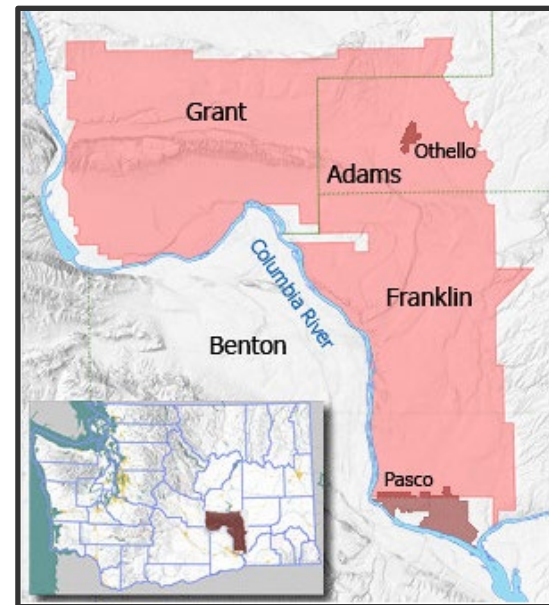 Grant
Othello
Adams
Columbia River
Franklin
Benton
Pasco